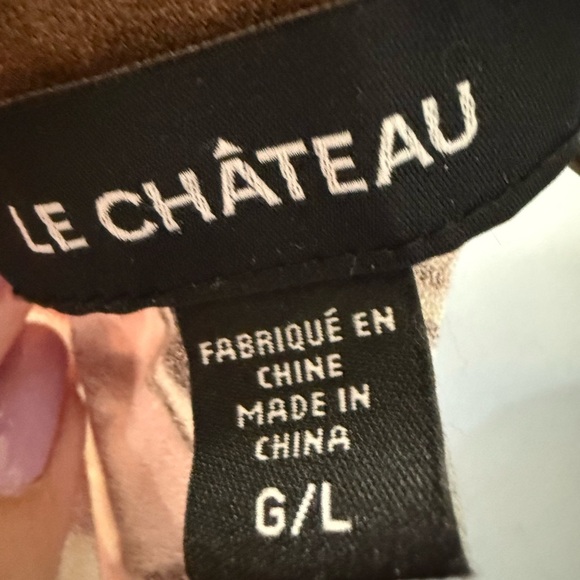 LE CHÂTEAU
FABRIQUÉ EN
CHINE
MADE IN
CHINA
G/L